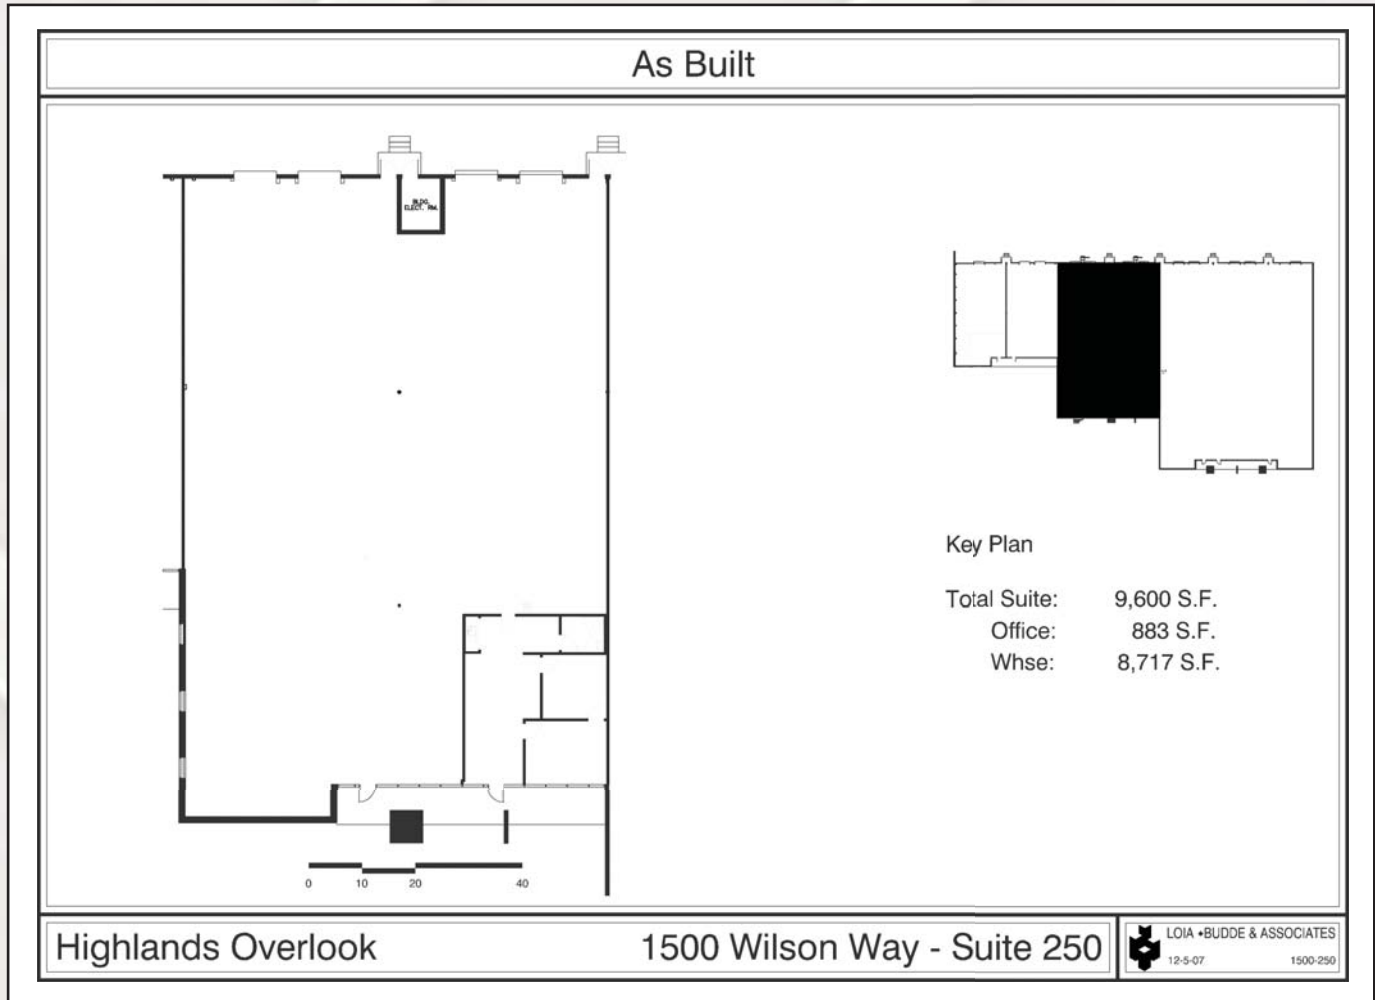 As Built
BLDG.
ELECT. RM.
Key Plan
Total Suite: 9,600 S.F.
Office: 883 S.F.
Whse: 8,717 S.F.
0 10 20 40
Highlands Overlook
1500 Wilson Way - Suite 250
LOIA •BUDDE & ASSOCIATES
12-5-07 1500-250